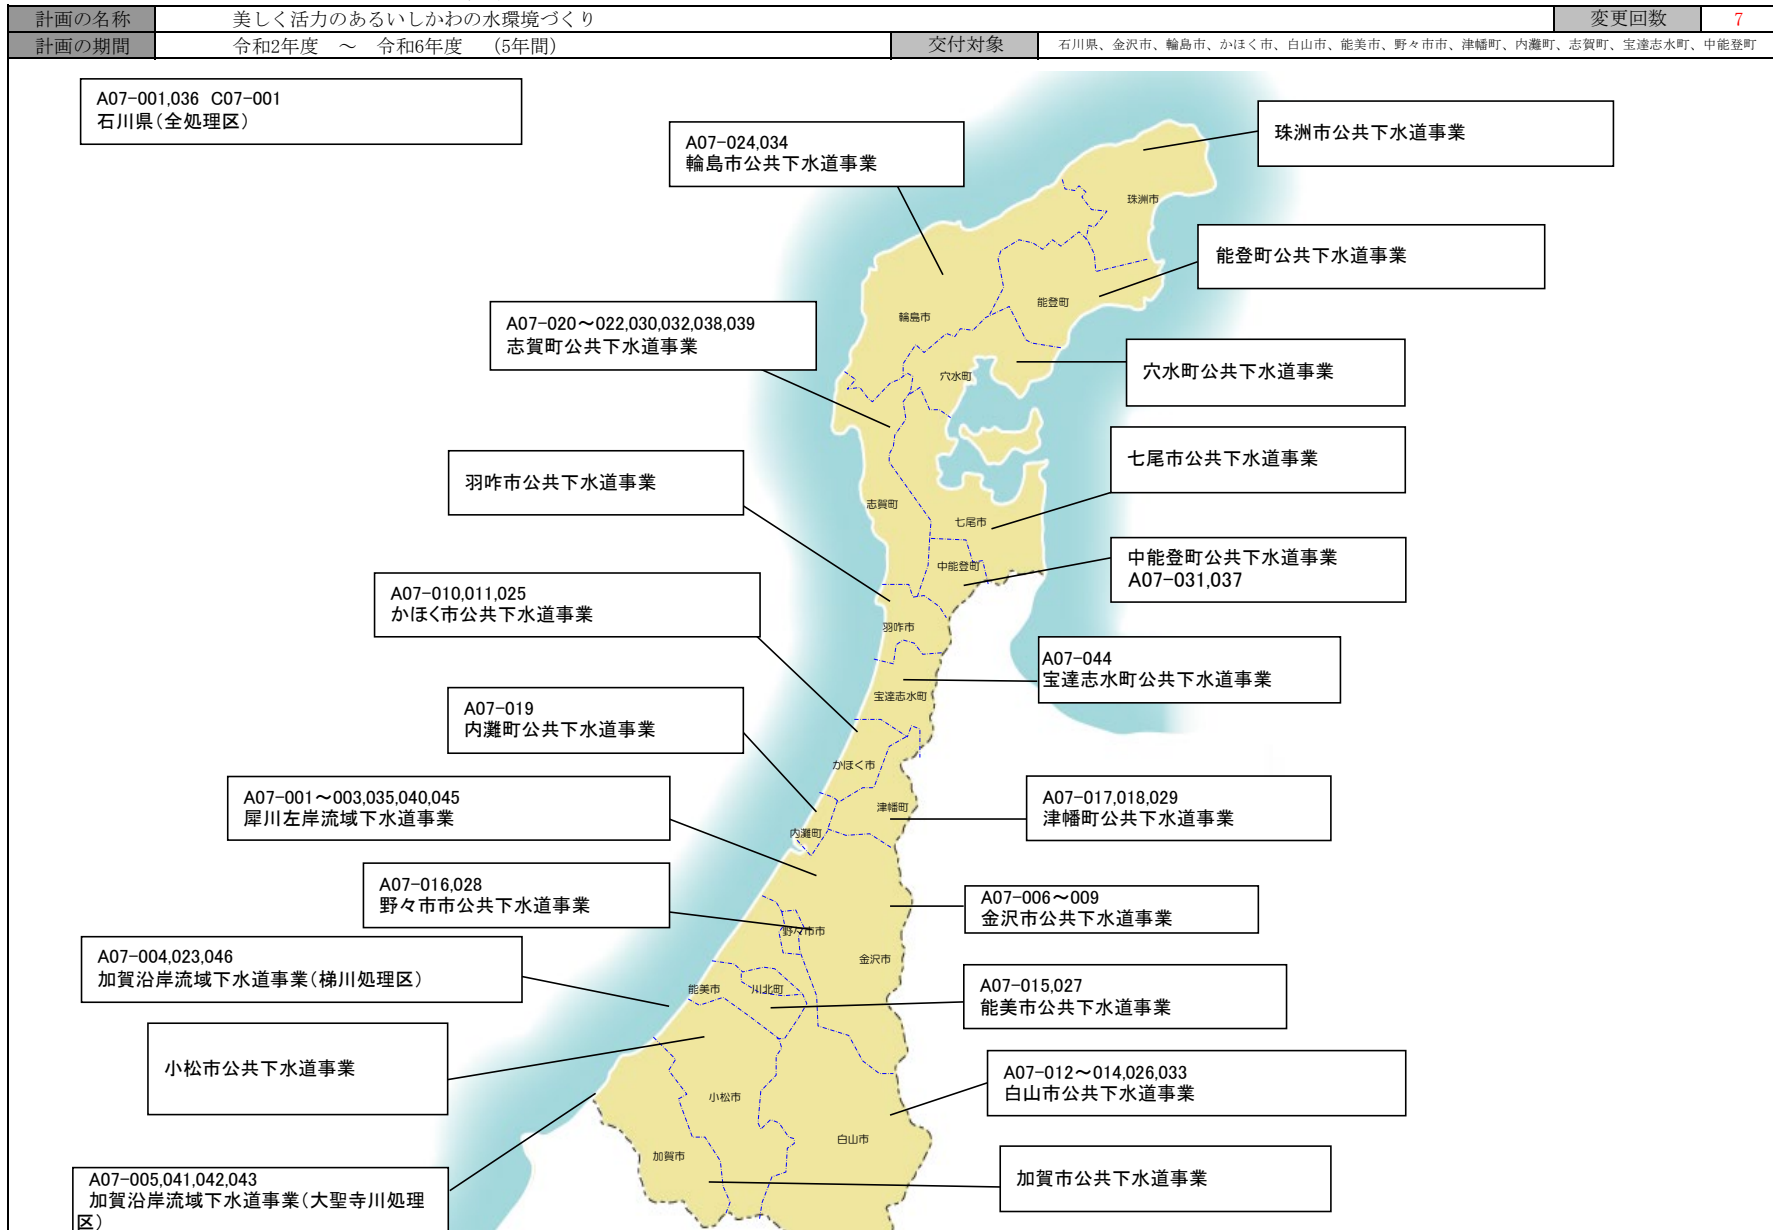 計画の名称 美しく活力のあるいしかわの水環境づくり 変更回数 7
計画の期間 令和2年度 ～ 令和6年度 （5年間） 交付対象 石川県、金沢市、輪島市、かほく市、白山市、能美市、野々市市、津幡町、内灘町、志賀町、宝達志水町、中能登町
A07-001,036 C07-001
石川県（全処理区）
A07-024,034
輪島市公共下水道事業
珠洲市公共下水道事業
珠洲市
能登町公共下水道事業
能登町
輪島市
A07-020～022,030,032,038,039
志賀町公共下水道事業
穴水町公共下水道事業
穴水町
七尾市公共下水道事業
羽咋市公共下水道事業
志賀町
七尾市
中能登町公共下水道事業
A07-031,037
中能登町
A07-010,011,025
かほく市公共下水道事業
羽咋市
A07-044
宝達志水町公共下水道事業
宝達志水町
A07-019
内灘町公共下水道事業
かほく市
A07-001～003,035,040,045
犀川左岸流域下水道事業
津幡町
A07-017,018,029
津幡町公共下水道事業
内灘町
A07-016,028
野々市市公共下水道事業
A07-006～009
金沢市公共下水道事業
野々市市
金沢市
A07-004,023,046
加賀沿岸流域下水道事業（梯川処理区）
能美市
川北町
A07-015,027
能美市公共下水道事業
小松市公共下水道事業
A07-012～014,026,033
白山市公共下水道事業
小松市
白山市
加賀市
加賀市公共下水道事業
A07-005,041,042,043
加賀沿岸流域下水道事業（大聖寺川処理
区）